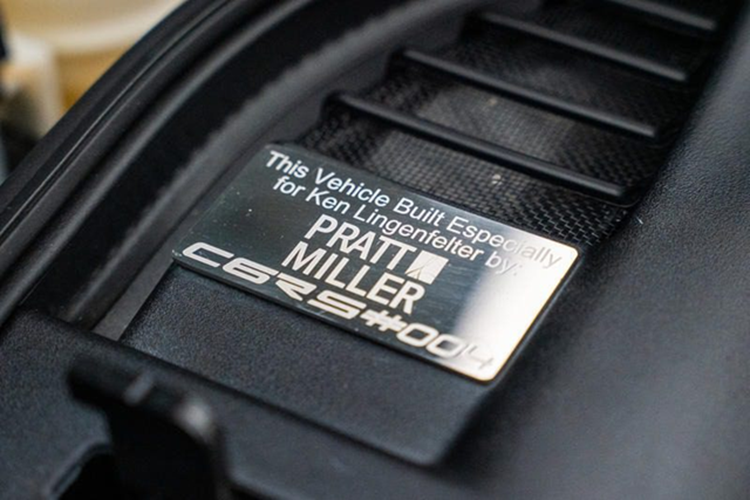 This Vehicle Built Especially
for Ken Lingenfelter by:
PRATT
MILLER
C6RS#004